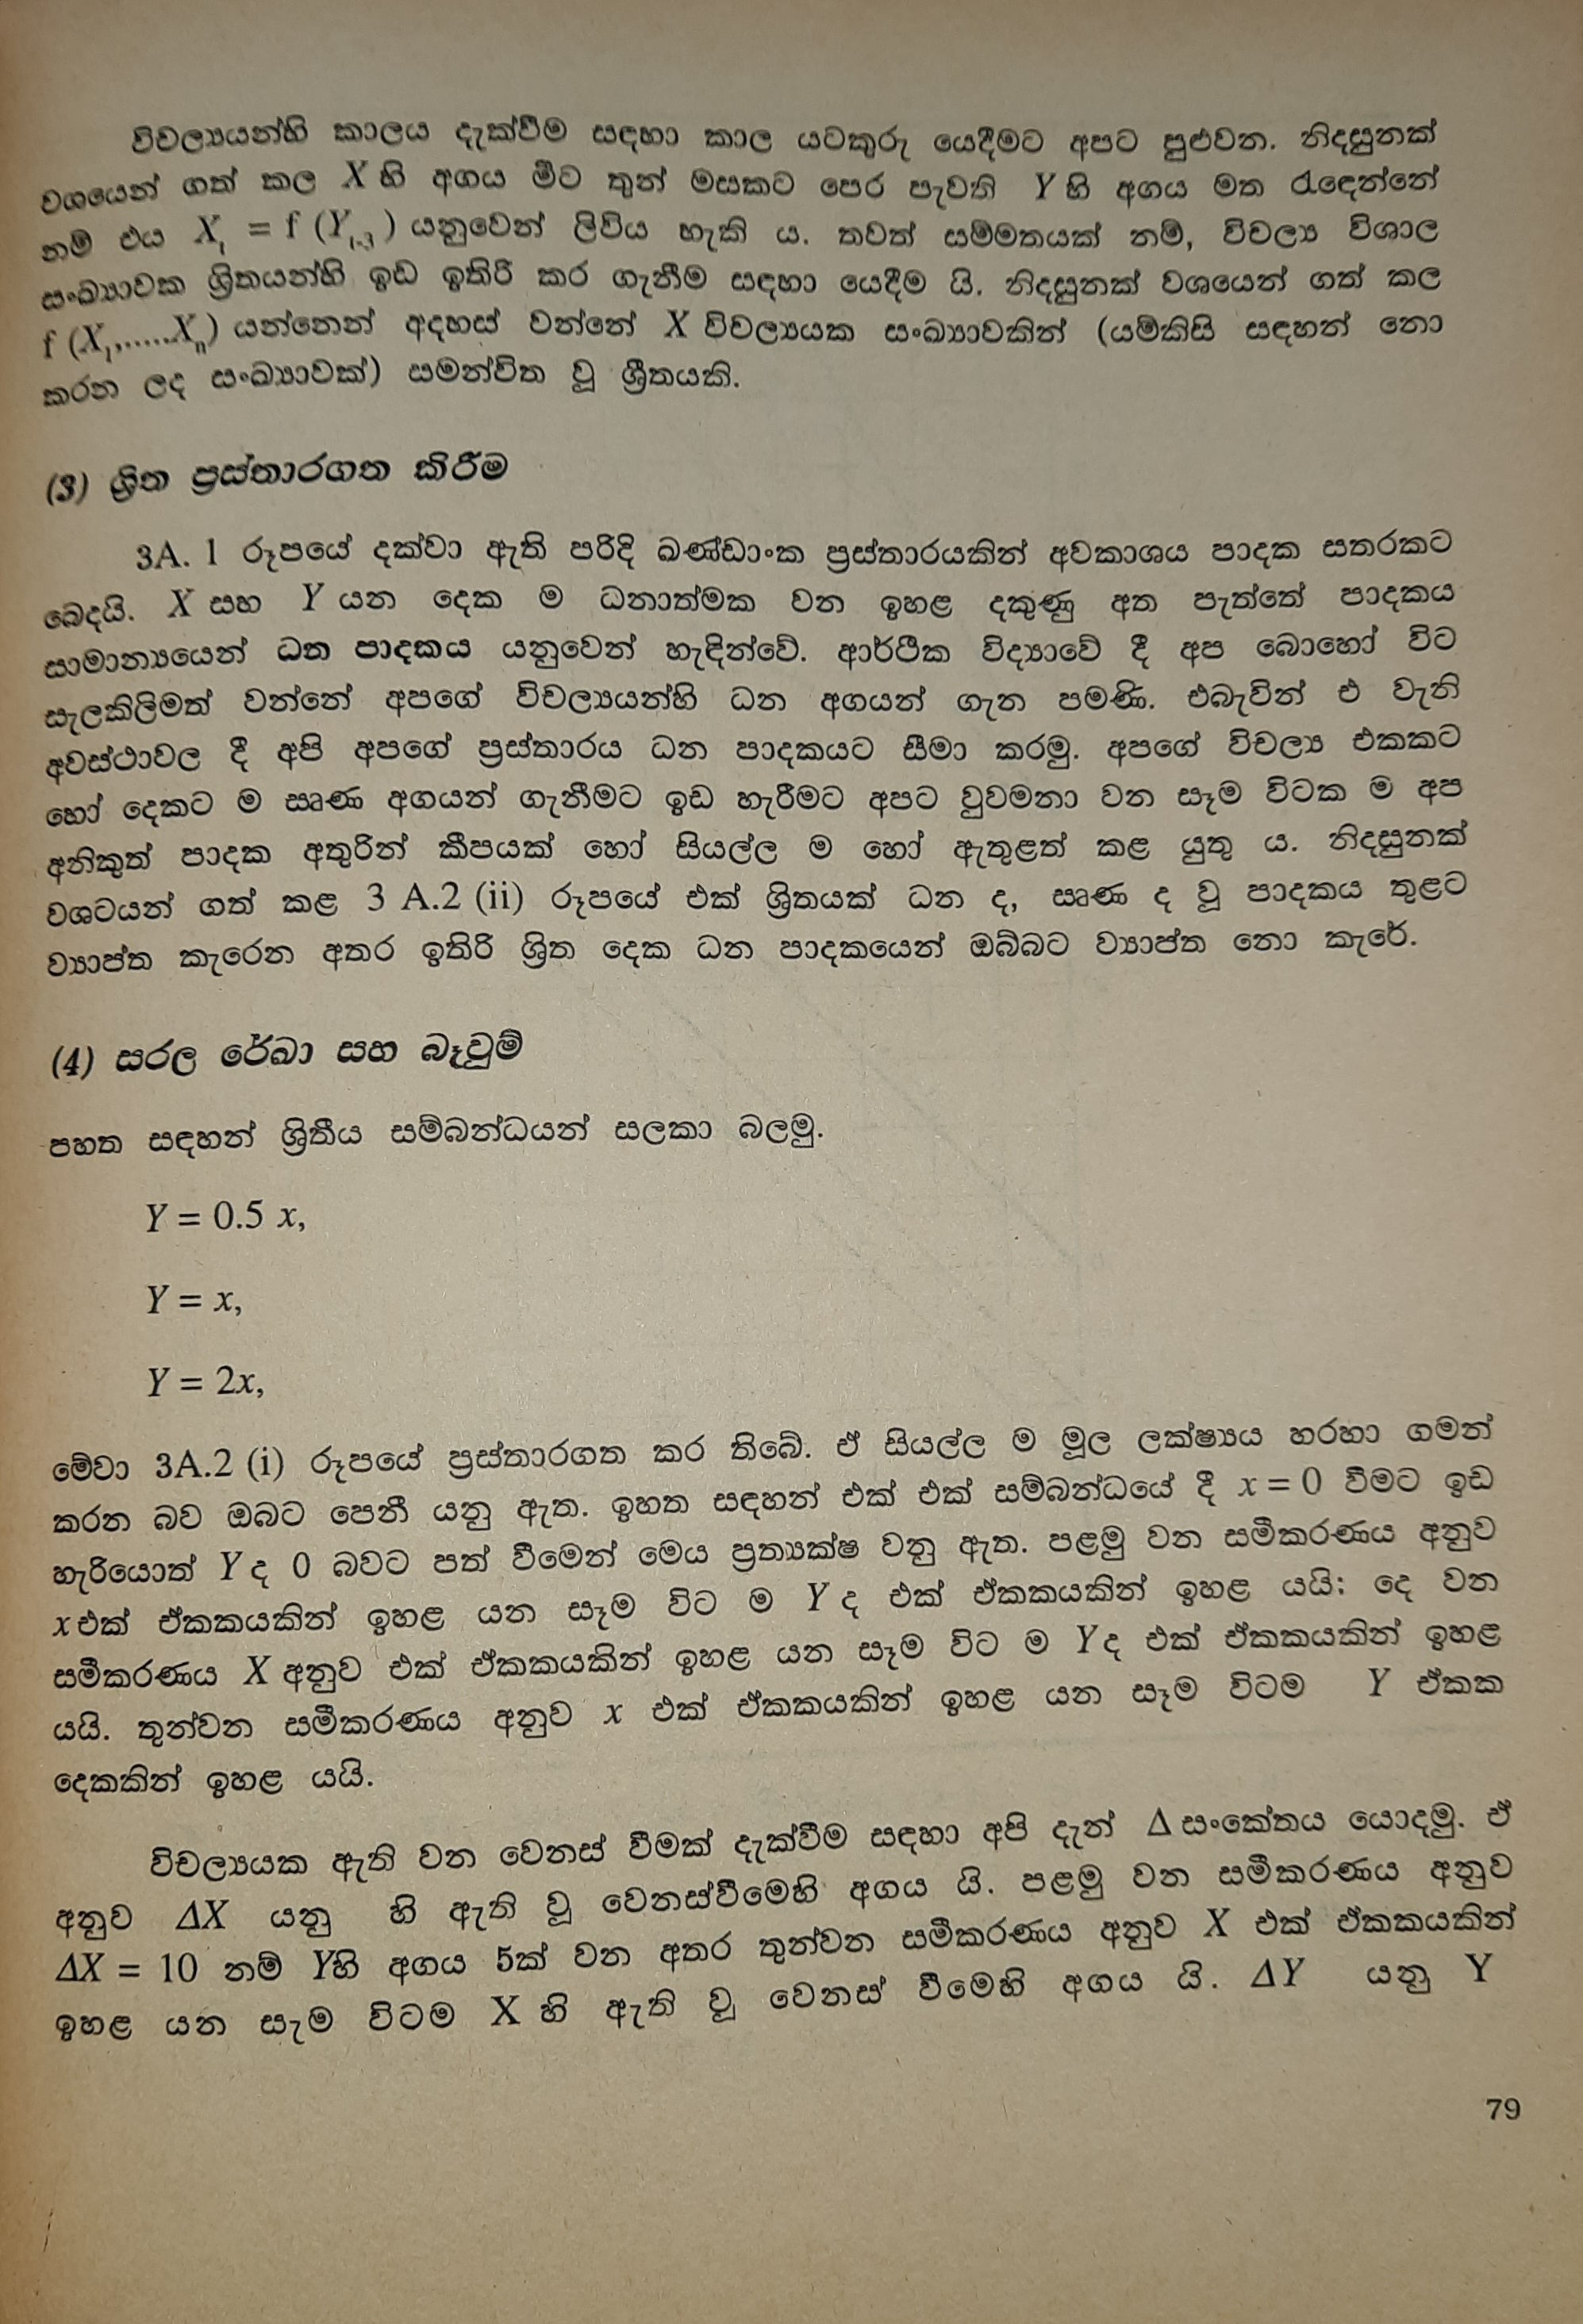 විචල්‍යයන්හි කාලය දැක්වීම සඳහා කාල යටකුරු යෙදීමට අපට පුළුවන. නිදසුනක්
වශයෙන් ගත් කල X හි අගය මීට තුන් මසකට පෙර පැවති Y හි අගය මත රැඳෙන්නේ
නම් එය Xₜ = f (Yₜ₋₃) යනුවෙන් ලිවිය හැකි ය. තවත් සම්මතයක් නම්, විචල්‍ය විශාල
සංඛ්‍යාවක ශ්‍රිතයන්හි ඉඩ ඉතිරි කර ගැනීම සඳහා යෙදීම යි. නිදසුනක් වශයෙන් ගත් කල
f (X₁,.....Xₙ) යන්නෙන් අදහස් වන්නේ X විචල්‍යයක සංඛ්‍යාවකින් (යම්කිසි සඳහන් නො
කරන ලද සංඛ්‍යාවක්) සමන්විත වූ ශ්‍රීතයකි.
(3) ශ්‍රිත ප්‍රස්තාරගත කිරීම
3A. 1 රූපයේ දක්වා ඇති පරිදි ඛණ්ඩාංක ප්‍රස්තාරයකින් අවකාශය පාදක සතරකට
බෙදයි. X සහ Y යන දෙක ම ධනාත්මක වන ඉහළ දකුණු අත පැත්තේ පාදකය
සාමාන්‍යයෙන් ධන පාදකය යනුවෙන් හැඳින්වේ. ආර්ථික විද්‍යාවේ දී අප බොහෝ විට
සැලකිලිමත් වන්නේ අපගේ විචල්‍යයන්හි ධන අගයන් ගැන පමණි. එබැවින් එ වැනි
අවස්ථාවල දී අපි අපගේ ප්‍රස්තාරය ධන පාදකයට සීමා කරමු. අපගේ විචල්‍ය එකකට
හෝ දෙකට ම ඍණ අගයන් ගැනීමට ඉඩ හැරීමට අපට වුවමනා වන සෑම විටක ම අප
අනිකුත් පාදක අතුරින් කීපයක් හෝ සියල්ල ම හෝ ඇතුළත් කළ යුතු ය. නිදසුනක්
වශටයන් ගත් කළ 3 A.2 (ii) රූපයේ එක් ශ්‍රිතයක් ධන ද, ඍණ ද වූ පාදකය තුළට
ව්‍යාප්ත කැරෙන අතර ඉතිරි ශ්‍රිත දෙක ධන පාදකයෙන් ඔබ්බට ව්‍යාප්ත නො කැරේ.
(4) සරල රේඛා සහ බෑවුම්
පහත සඳහන් ශ්‍රිතීය සම්බන්ධයන් සලකා බලමු.
Y = 0.5 x,
Y = x,
Y = 2x,
මේවා 3A.2 (i) රූපයේ ප්‍රස්තාරගත කර තිබේ. ඒ සියල්ල ම මූල ලක්ෂ්‍යය හරහා ගමන්
කරන බව ඔබට පෙනී යනු ඇත. ඉහත සඳහන් එක් එක් සම්බන්ධයේ දී x = 0 වීමට ඉඩ
හැරියොත් Y ද 0 බවට පත් වීමෙන් මෙය ප්‍රත්‍යක්ෂ වනු ඇත. පළමු වන සමීකරණය අනුව
x එක් ඒකකයකින් ඉහළ යන සෑම විට ම Y ද එක් ඒකකයකින් ඉහළ යයි: දෙ වන
සමීකරණය X අනුව එක් ඒකකයකින් ඉහළ යන සෑම විට ම Y ද එක් ඒකකයකින් ඉහළ
යයි. තුන්වන සමීකරණය අනුව x එක් ඒකකයකින් ඉහළ යන සෑම විටම Y ඒකක
දෙකකින් ඉහළ යයි.
විචල්‍යයක ඇති වන වෙනස් වීමක් දැක්වීම සඳහා අපි දැන් Δ සංකේතය යොදමු. ඒ
අනුව ΔX යනු හි ඇති වූ වෙනස්වීමෙහි අගය යි. පළමු වන සමීකරණය අනුව
ΔX = 10 නම් Yහි අගය 5ක් වන අතර තුන්වන සමීකරණය අනුව X එක් ඒකකයකින්
ඉහළ යන සැම විටම X හි ඇති වූ වෙනස් වීමෙහි අගය යි. ΔY යනු Y
79